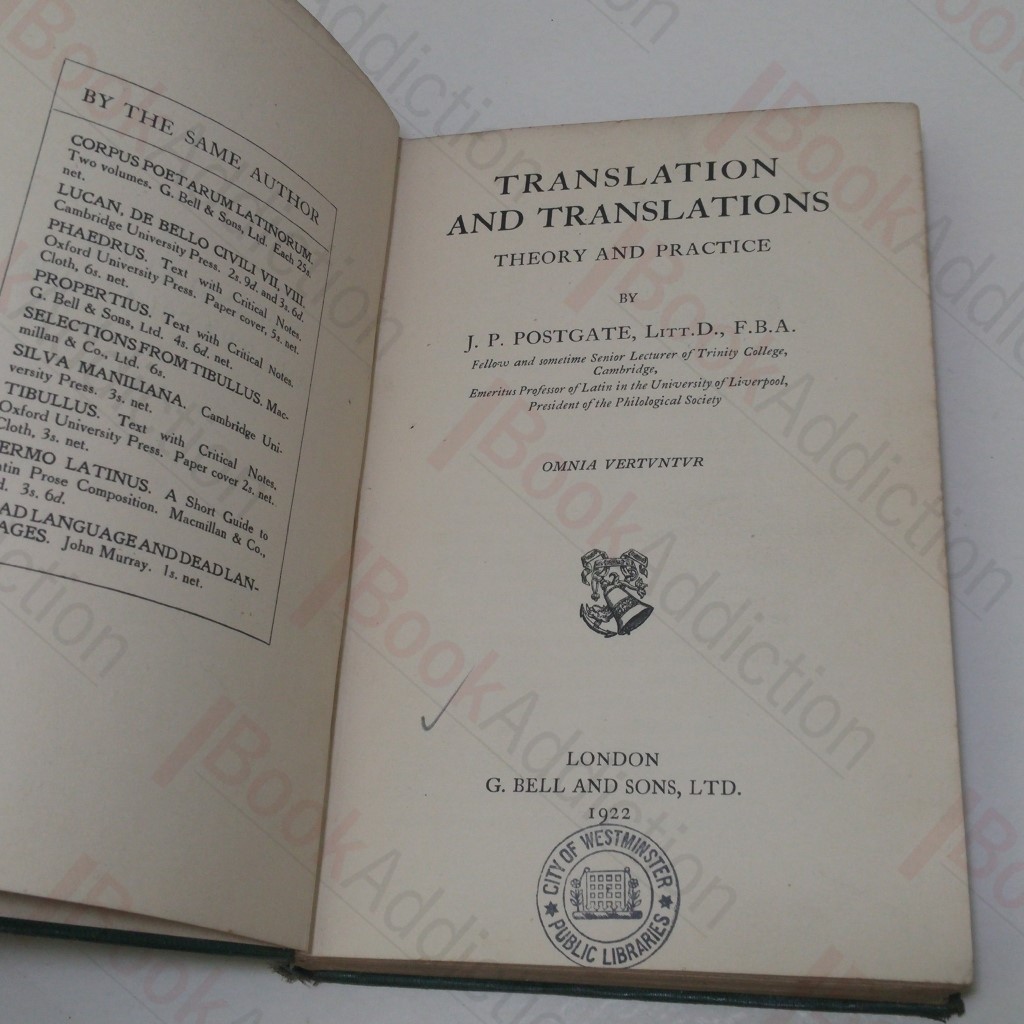 BY THE SAME AUTHOR
CORPUS POETARUM LATINORUM.
Two volumes. G. Bell & Sons, Ltd. Each 25s.
net.
LUCAN, DE BELLO CIVILI VII, VIII.
Cambridge University Press. 2s. 9d. and 3s. 6d.
PHAEDRUS. Text with Critical Notes.
Oxford University Press. Paper cover, 5s. net.
Cloth, 6s. net.
PROPERTIUS. Text with Critical Notes.
G. Bell & Sons, Ltd. 4s. 6d. net.
SELECTIONS FROM TIBULLUS. Mac-
millan & Co., Ltd. 6s.
SILVA MANILIANA. Cambridge Uni-
versity Press. 3s. net.
TIBULLUS. Text with Critical Notes.
Oxford University Press. Paper cover 2s. net.
Cloth, 3s. net.
ERMO LATINUS. A Short Guide to
atin Prose Composition. Macmillan & Co.,
d. 3s. 6d.
AD LANGUAGE AND DEAD LAN-
AGES. John Murray. 1s. net.
TRANSLATION
AND TRANSLATIONS
THEORY AND PRACTICE
BY
J. P. POSTGATE, LITT.D., F.B.A.
Fellow and sometime Senior Lecturer of Trinity College,
Cambridge,
Emeritus Professor of Latin in the University of Liverpool,
President of the Philological Society
OMNIA VERTVNTVR
LONDON
G. BELL AND SONS, LTD.
1922
CITY OF WESTMINSTER
PUBLIC LIBRARIES
BookAddiction